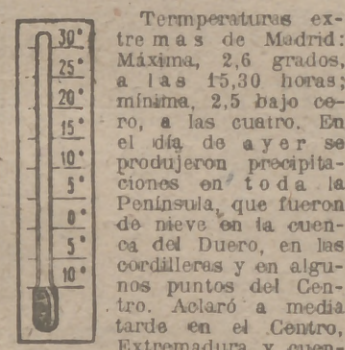 30°
25°
20°
15°
10°
5°
0°
5°
10°
Termperaturas ex-
tremas de Madrid:
Máxima, 2,6 grados,
a las 15,30 horas;
mínima, 2,5 bajo ce-
ro, a las cuatro. En
el día de ayer se
produjeron precipita-
ciones en toda la
Península, que fueron
de nieve en la cuen-
ca del Duero, en las
cordilleras y en algu-
nos puntos del Cen-
tro. Aclaró a media
tarde en el Centro,
Extremadura y cuen-